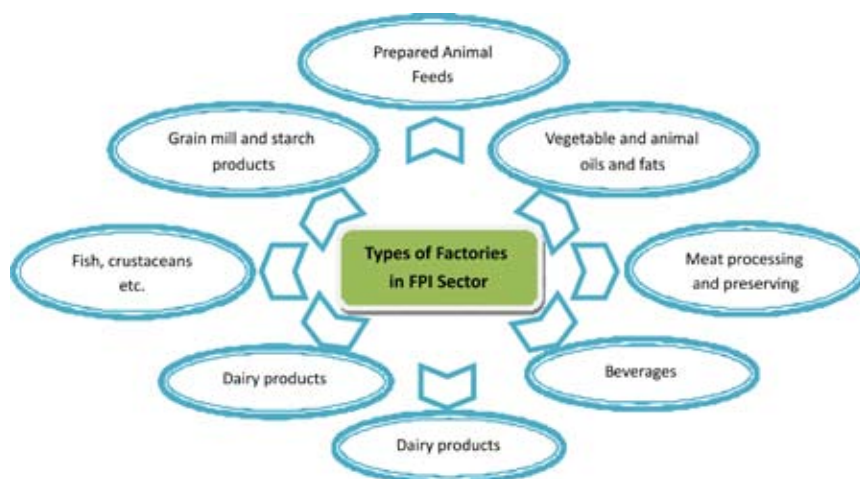 Prepared Animal
Feeds
Grain mill and starch
products
Vegetable and animal
oils and fats
Fish, crustaceans
etc.
Types of Factories
in FPI Sector
Meat processing
and preserving
Dairy products
Beverages
Dairy products